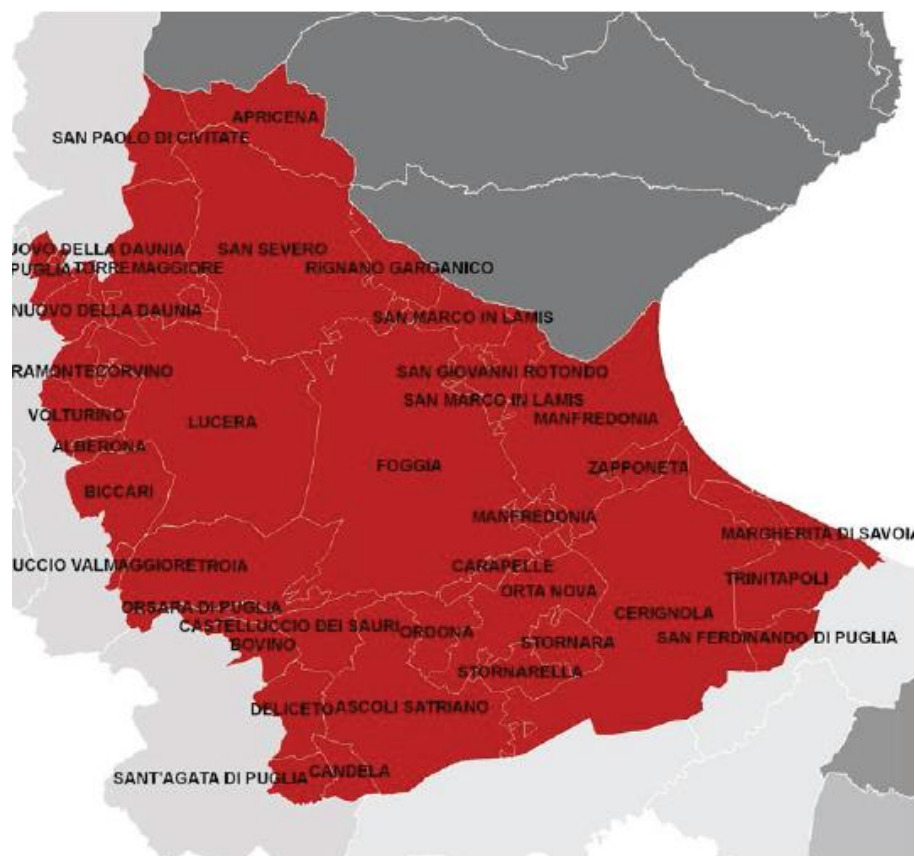 APRICENA
SAN PAOLO DI CIVITATE
UOVO DELLA DAUNIA
SAN SEVERO
PUGLIA
TORREMAGGIORE
RIGNANO GARGANICO
NUOVO DELLA DAUNIA
SAN MARCO IN LAMIS
RAMONTECORVINO
SAN GIOVANNI ROTONDO
SAN MARCO IN LAMIS
VOLTURINO
LUCERA
MANFREDONIA
ALBERONA
FOGGIA
ZAPPONETA
BICCARI
MANFREDONIA
MARGHERITA DI SAVOIA
UCCIO VALMAGGIORE
TROIA
CARAPELLE
TRINITAPOLI
ORTA NOVA
ORSARA DI PUGLIA
CERIGNOLA
CASTELLUCCIO DEI SAURI
ORDONA
SAN FERDINANDO DI PUGLIA
BOVINO
STORNARA
STORNARELLA
DELICETO
ASCOLI SATRIANO
SANT'AGATA DI PUGLIA
CANDELA